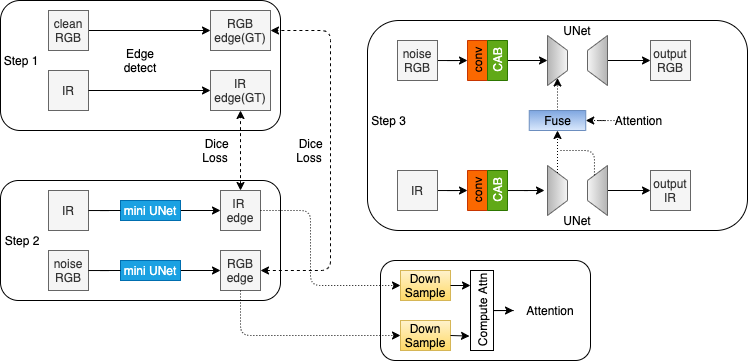 clean
RGB
RGB
edge(GT)
Step 1
Edge
detect
IR
IR
edge(GT)
Dice
Loss
Dice
Loss
IR
mini UNet
IR
edge
Step 2
noise
RGB
mini UNet
RGB
edge
UNet
noise
RGB
conv
CAB
output
RGB
Step 3
Fuse
Attention
IR
conv
CAB
output
IR
UNet
Down
Sample
Compute Attn
Attention
Down
Sample